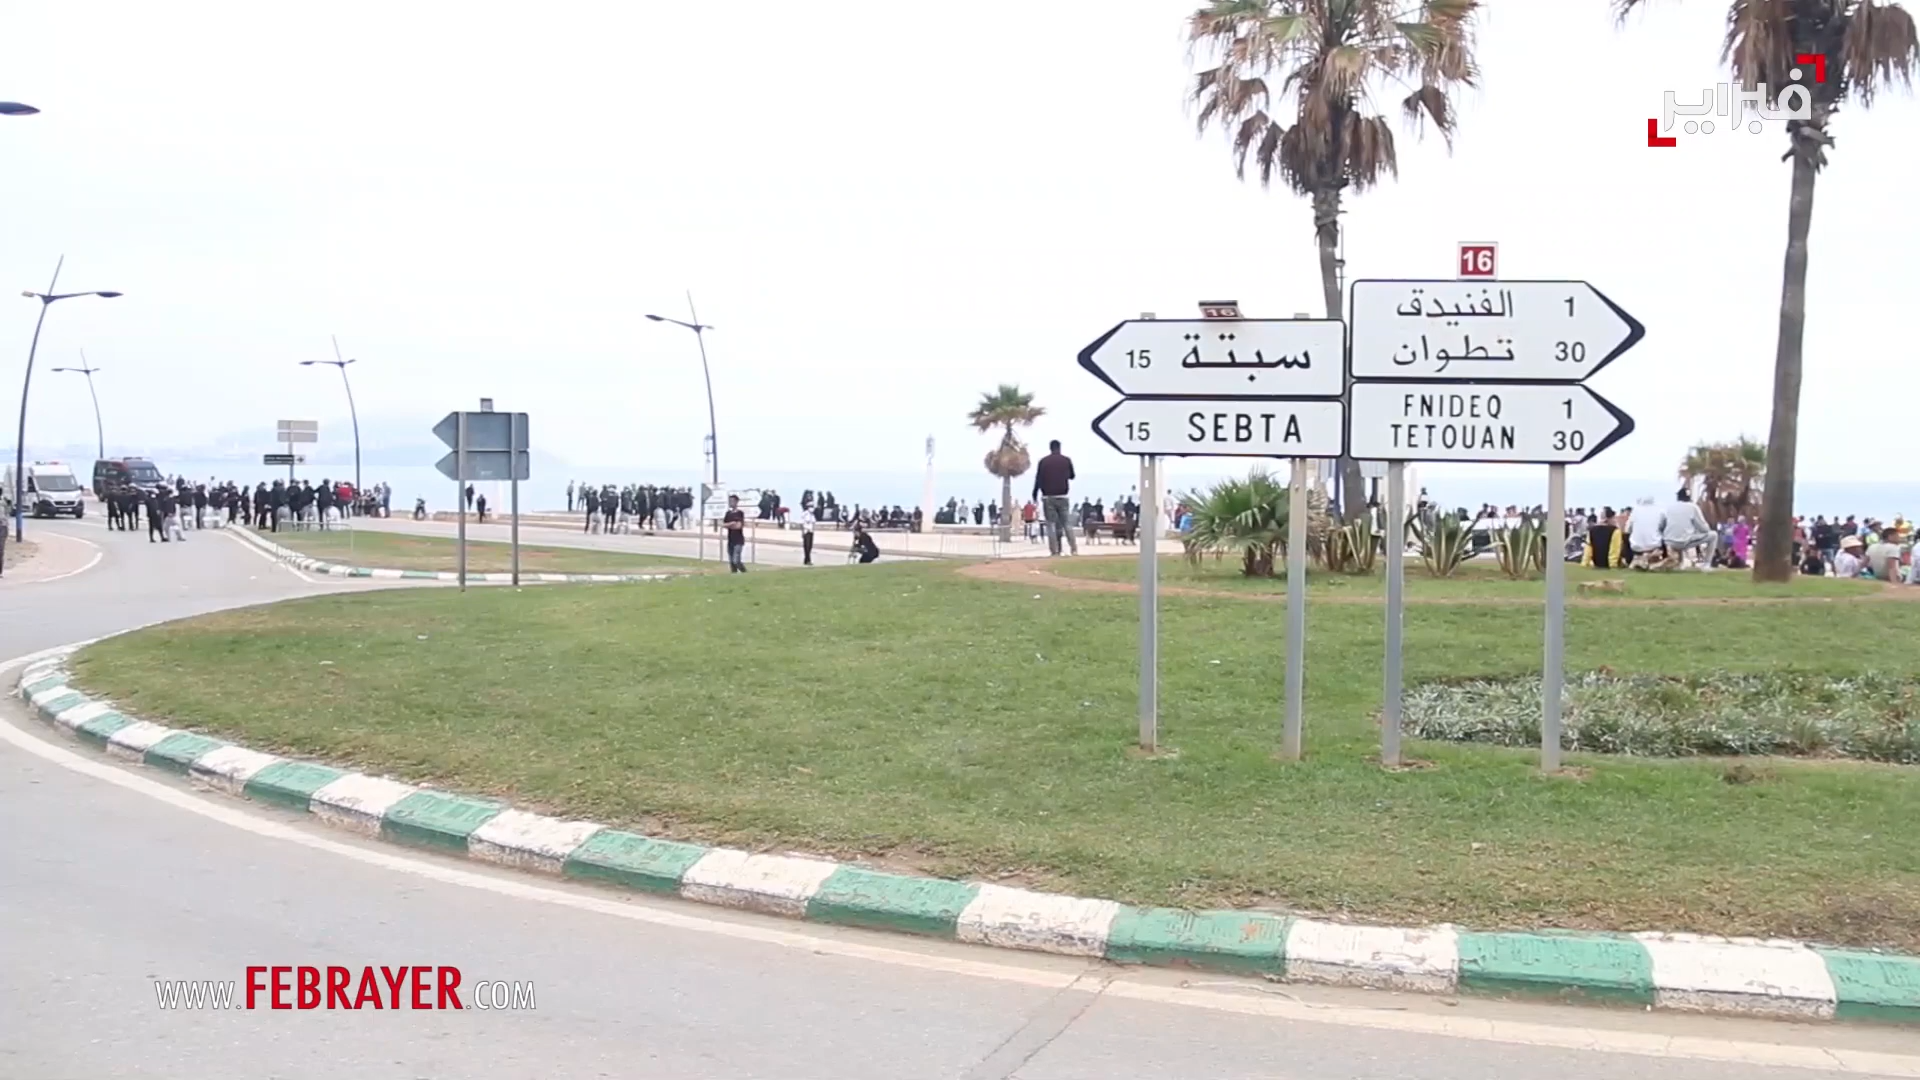 فبراير
16
16
الفنيدق 1
تطوان 30
سبتة 15
FNIDEQ 1
TETOUAN 30
SEBTA 15
WWW.FEBRAYER.COM